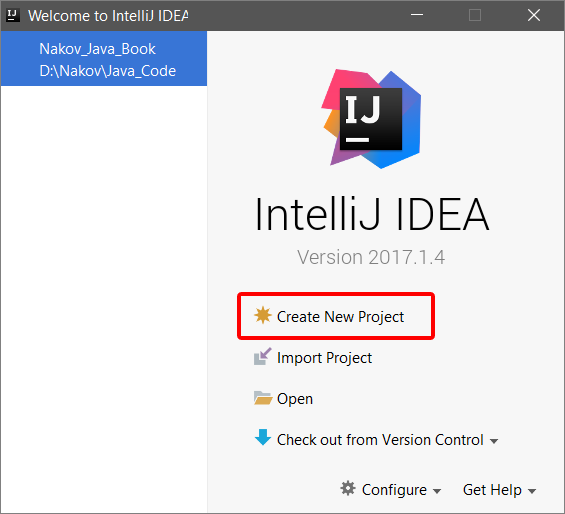 Welcome to IntelliJ IDEA
Nakov_Java_Book
D:\Nakov\Java_Code
IJ
IntelliJ IDEA
Version 2017.1.4
Create New Project
Import Project
Open
Check out from Version Control
Configure
Get Help